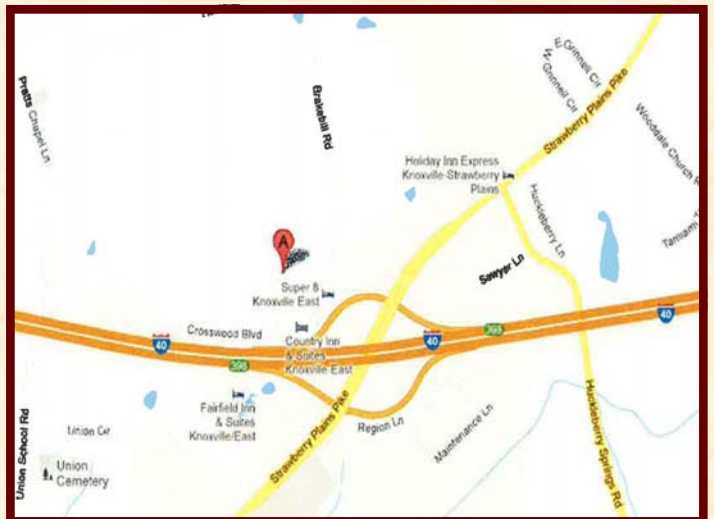 E Grinnell Cir
W Grinnell Cir
Strawberry Plains Pike
Wooddale Church R
Pratts Chapel Ln
Brakebill Rd
Holiday Inn Express
Knoxville-Strawberry
Plains
Huckleberry Ln
A
Sawyer Ln
Super 8
Knoxville East
Crosswood Blvd
40
398
Country Inn
& Suites
Knoxville East
40
398
40
Fairfield Inn
& Suites
Knoxville/East
Strawberry Plains Pike
Region Ln
Maintenance Ln
Huckleberry Springs Rd
Union School Rd
Union Cir
Union
Cemetery